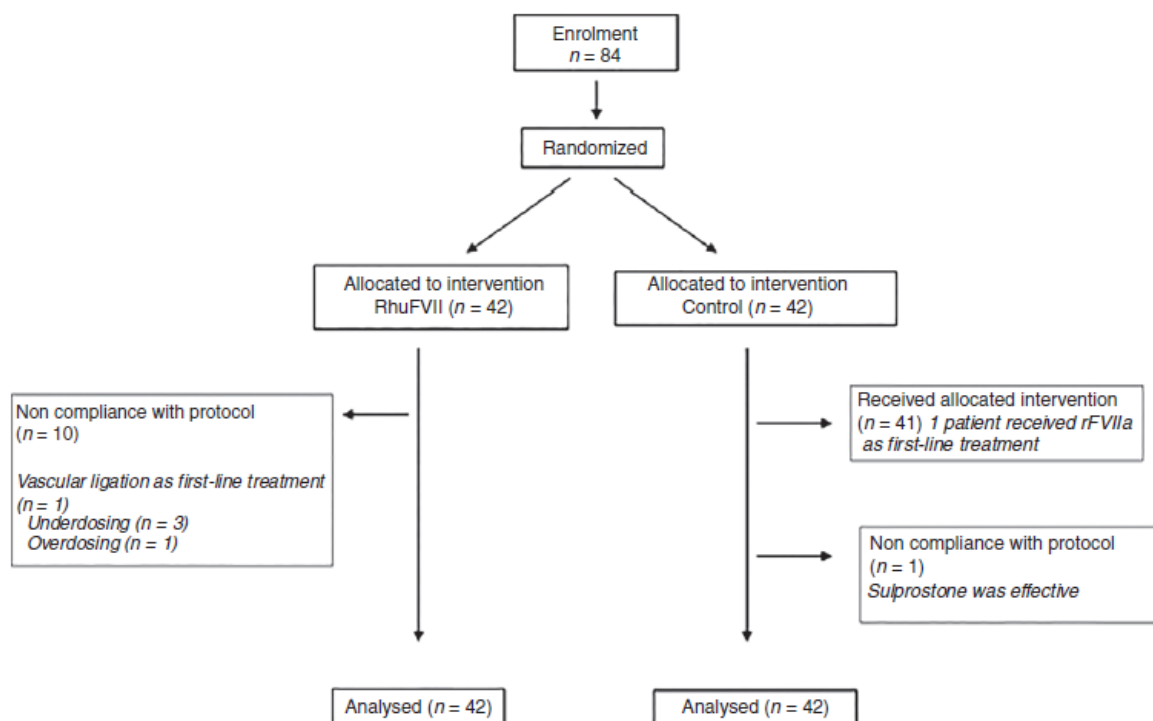 Enrolment
n = 84
Randomized
Allocated to intervention
RhuFVII (n = 42)
Allocated to intervention
Control (n = 42)
Non compliance with protocol
(n = 10)
Vascular ligation as first-line treatment
(n = 1)
Underdosing (n = 3)
Overdosing (n = 1)
Received allocated intervention
(n = 41) 1 patient received rFVIIa
as first-line treatment
Non compliance with protocol
(n = 1)
Sulprostone was effective
Analysed (n = 42)
Analysed (n = 42)